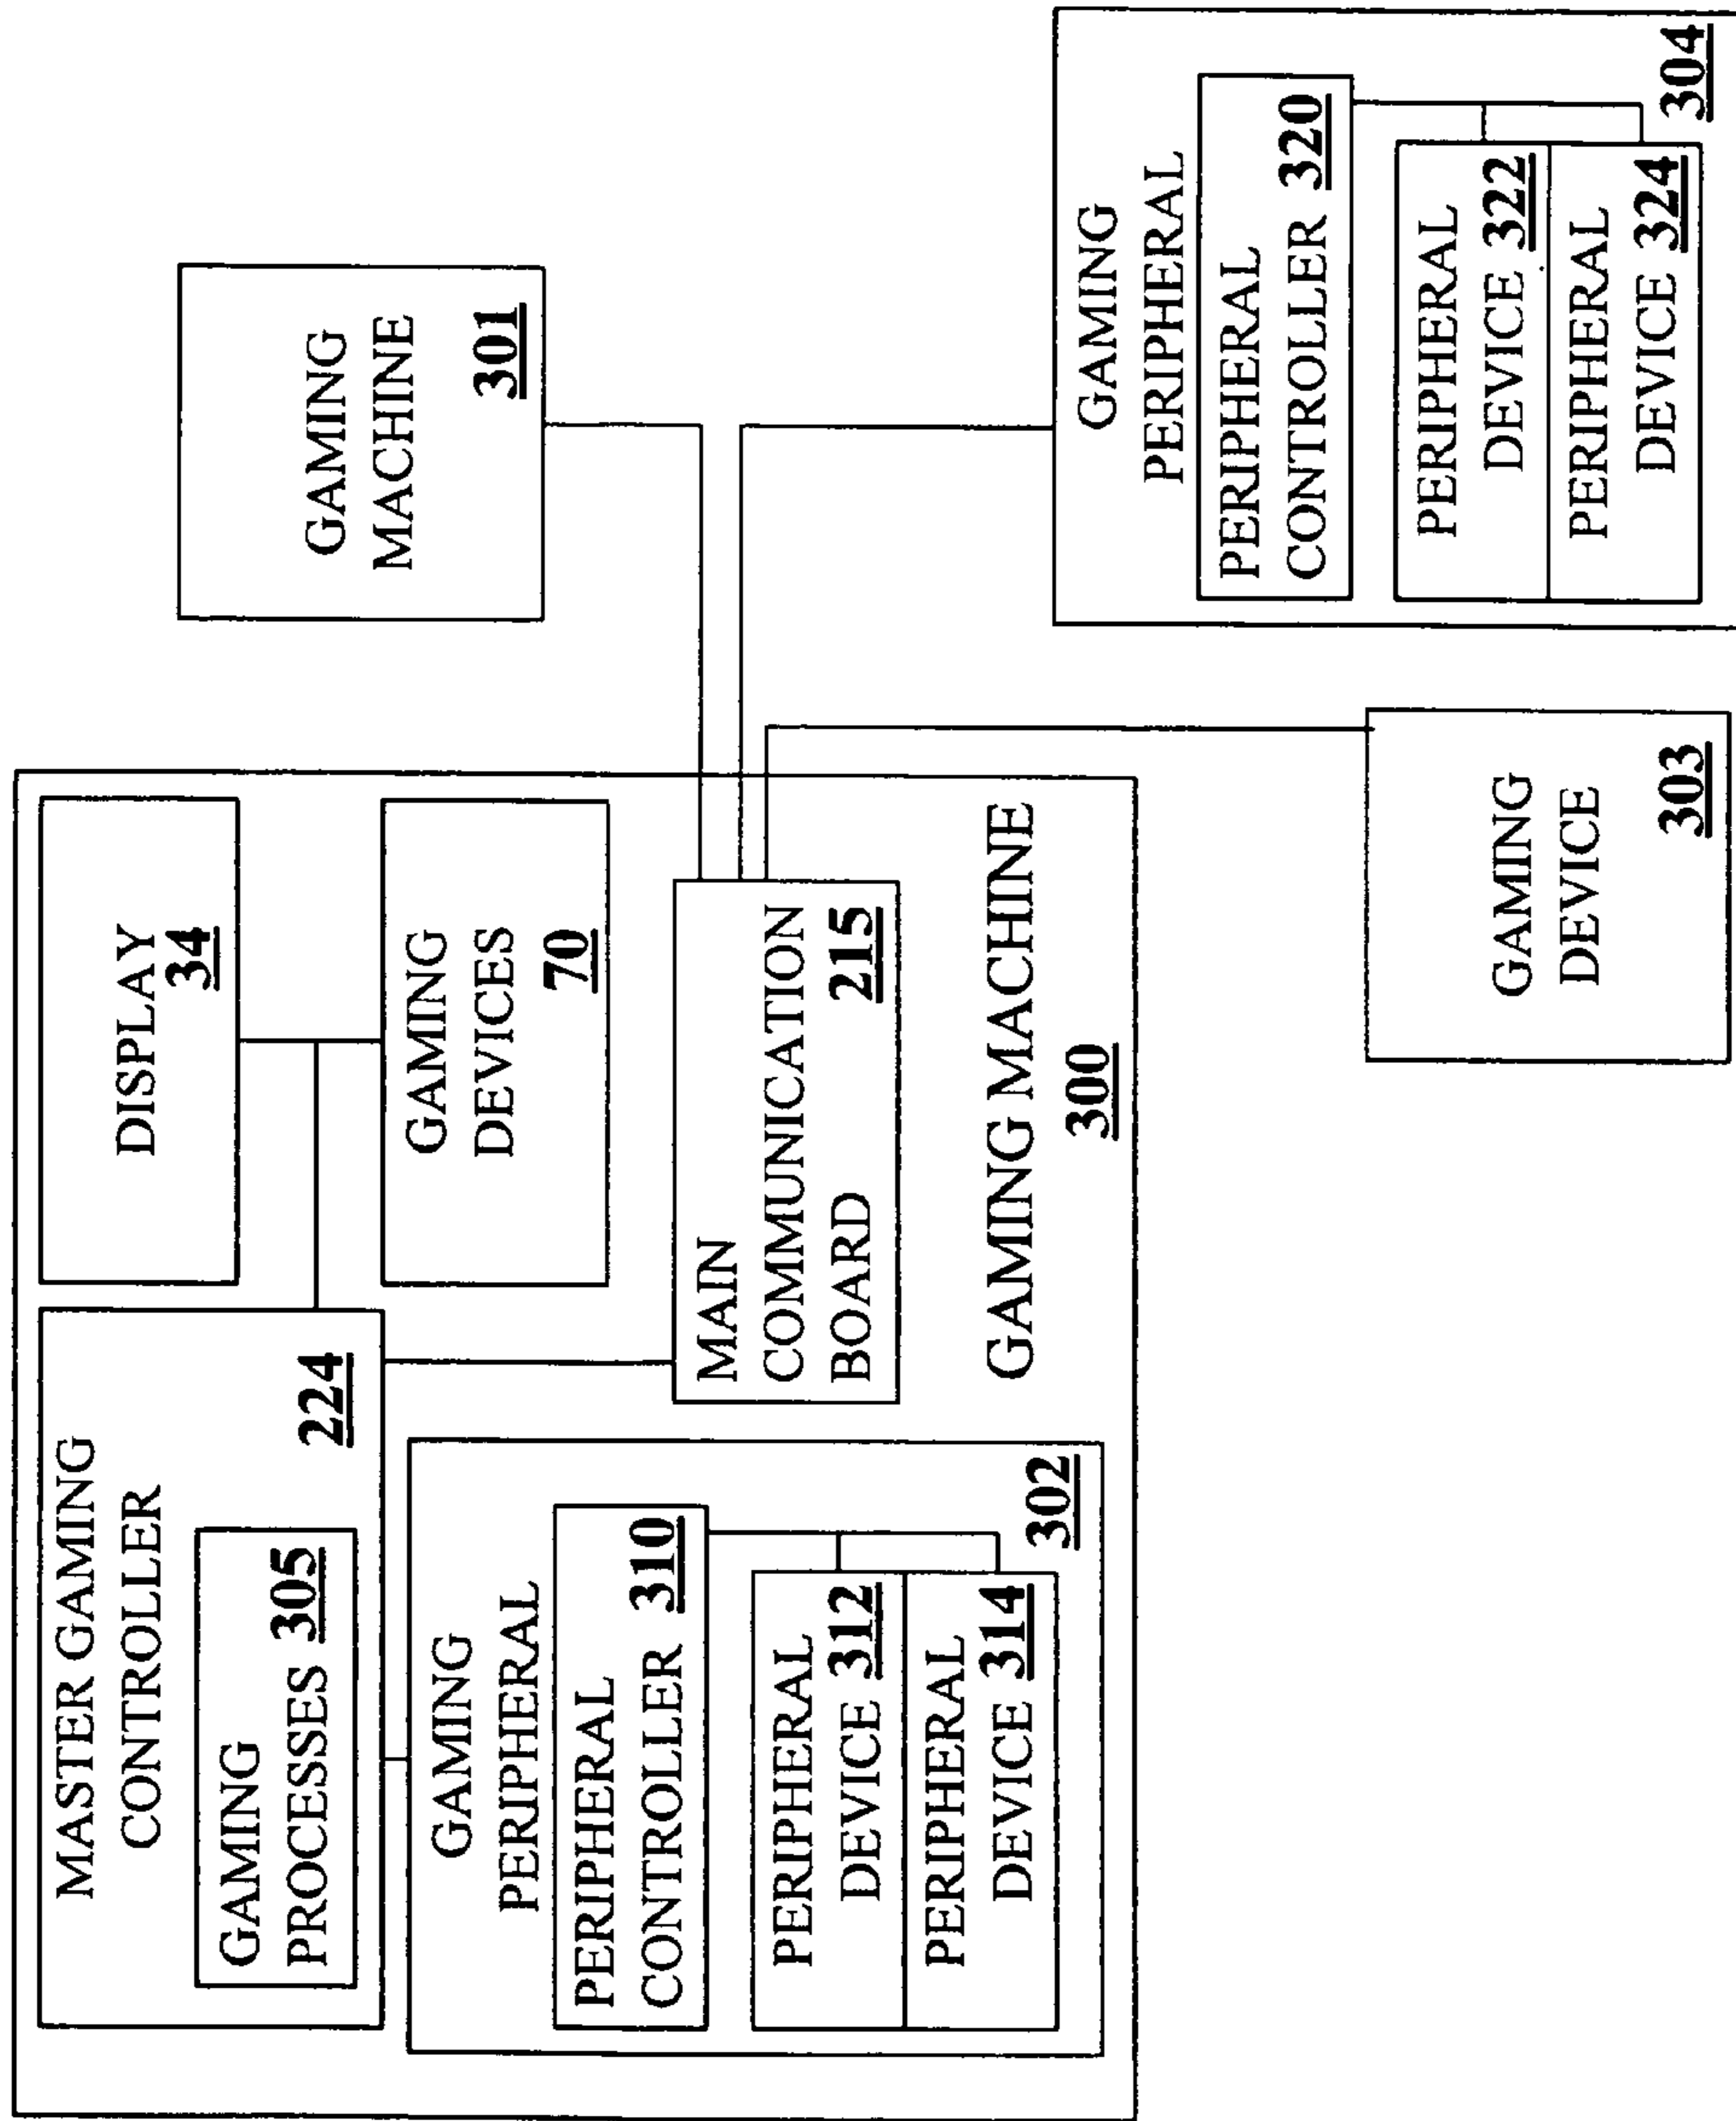 MASTER GAMING
CONTROLLER
224
GAMING
PROCESSES 305
DISPLAY
34
GAMING
DEVICES
70
GAMING
PERIPHERAL
PERIPHERAL
CONTROLLER 310
PERIPHERAL
DEVICE 312
PERIPHERAL
DEVICE 314
302
MAIN
COMMUNICATION
BOARD 215
GAMING MACHINE
300
GAMING
MACHINE
301
GAMING
DEVICE
303
GAMING
PERIPHERAL
PERIPHERAL
CONTROLLER 320
PERIPHERAL
DEVICE 322
PERIPHERAL
DEVICE 324
304